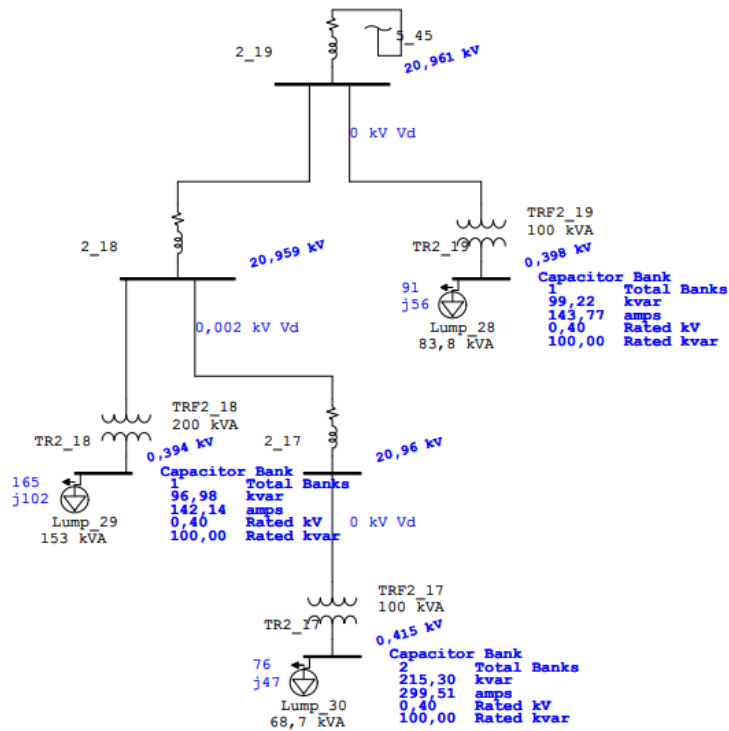 5_45
2_19
20,961 kV
0 kV Vd
TRF2_19
100 kVA
TR2_19
0,398 kV
2_18
20,959 kV
91
j56
Lump_28
83,8 kVA
Capacitor Bank
1 Total Banks
99,22 kvar
143,77 amps
0,40 Rated kV
100,00 Rated kvar
0,002 kV Vd
TRF2_18
200 kVA
TR2_18
0,394 kV
2_17
20,96 kV
165
j102
Lump_29
153 kVA
Capacitor Bank
1 Total Banks
96,98 kvar
142,14 amps
0,40 Rated kV
100,00 Rated kvar
0 kV Vd
TRF2_17
100 kVA
TR2_17
0,415 kV
76
j47
Lump_30
68,7 kVA
Capacitor Bank
2 Total Banks
215,30 kvar
299,51 amps
0,40 Rated kV
100,00 Rated kvar